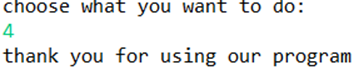 choose what you want to do:
4
thank you for using our program